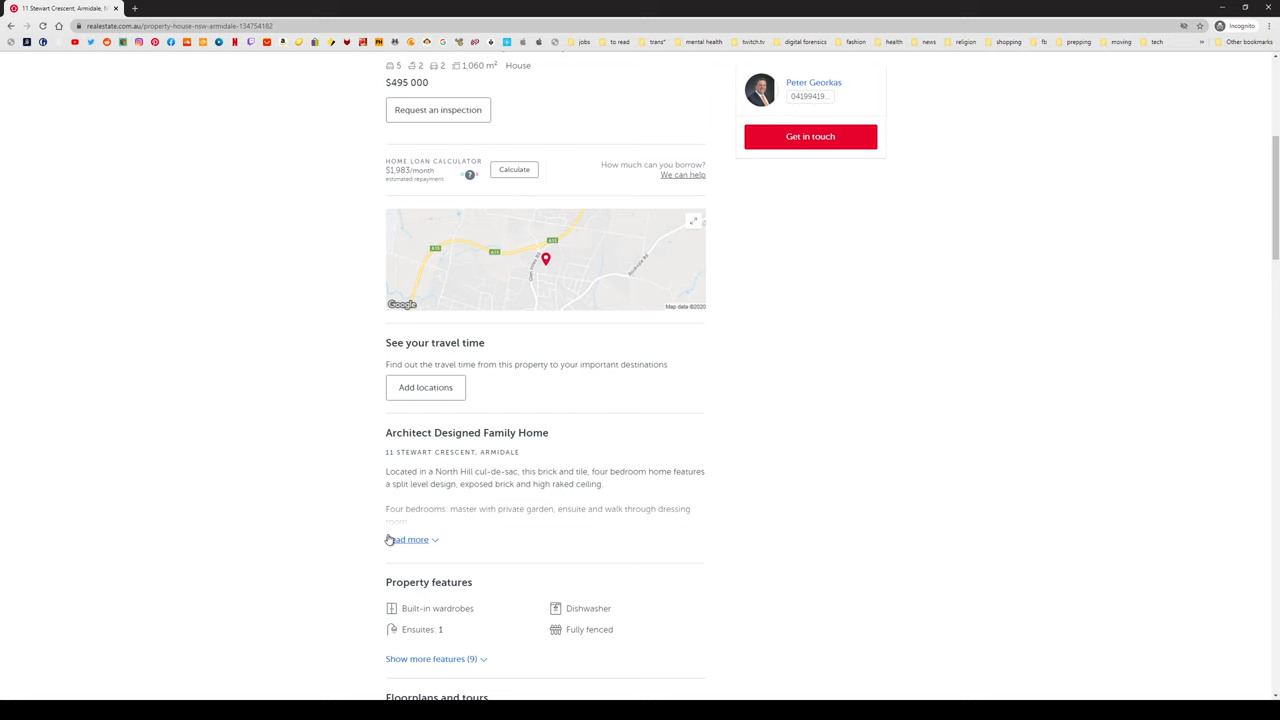 11 Stewart Crescent, Armidale, N
realestate.com.au/property-house-nsw-armidale-134754182
Incognito
jobs
to read
trans*
mental health
twitch.tv
digital forensics
fashion
health
news
religion
shopping
fb
prepping
moving
tech
»
Other bookmarks
5 2 2 1,060 m² House
$495 000
Request an inspection
Peter Georkas
04199419...
Get in touch
HOME LOAN CALCULATOR
$1,983/month
estimated repayment
Calculate
How much can you borrow?
We can help
A15
A15
A15
Rockvale Rd
Google
Map data ©2020
See your travel time
Find out the travel time from this property to your important destinations
Add locations
Architect Designed Family Home
11 STEWART CRESCENT, ARMIDALE
Located in a North Hill cul-de-sac, this brick and tile, four bedroom home features
a split level design, exposed brick and high raked ceiling.
Four bedrooms: master with private garden, ensuite and walk through dressing
room
Read more
Property features
Built-in wardrobes
Dishwasher
Ensuites: 1
Fully fenced
Show more features (9)
Floorplans and tours